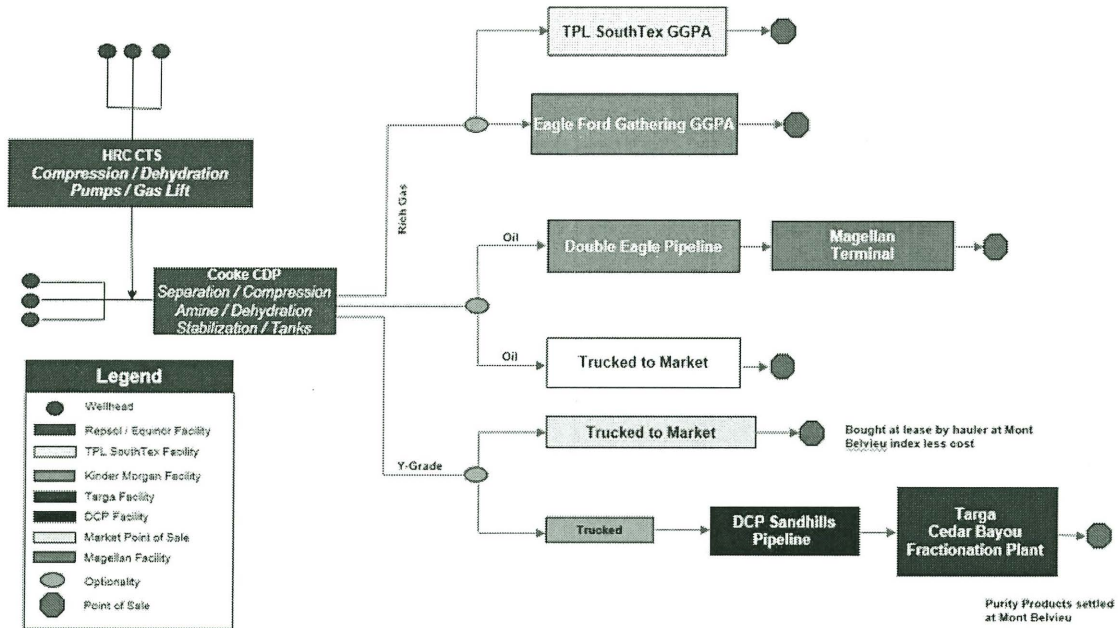 TPL SouthTex GGPA
Eagle Ford Gathering GGPA
HRC CTS
Compression / Dehydration
Pumps / Gas Lift
Rich Gas
Oil
Double Eagle Pipeline
Magellan
Terminal
Cooke CDP
Separation / Compression
Amine / Dehydration
Stabilization / Tanks
Oil
Trucked to Market
Legend
Wellhead
Repsol / Equinor Facility
TPL SouthTex Facility
Kinder Morgan Facility
Targa Facility
DCP Facility
Market Point of Sale
Magellan Facility
Optionality
Point of Sale
Y-Grade
Trucked to Market
Bought at lease by hauler at Mont
Belvieu index less cost
Trucked
DCP Sandhills
Pipeline
Targa
Cedar Bayou
Fractionation Plant
Purity Products settled
at Mont Belvieu